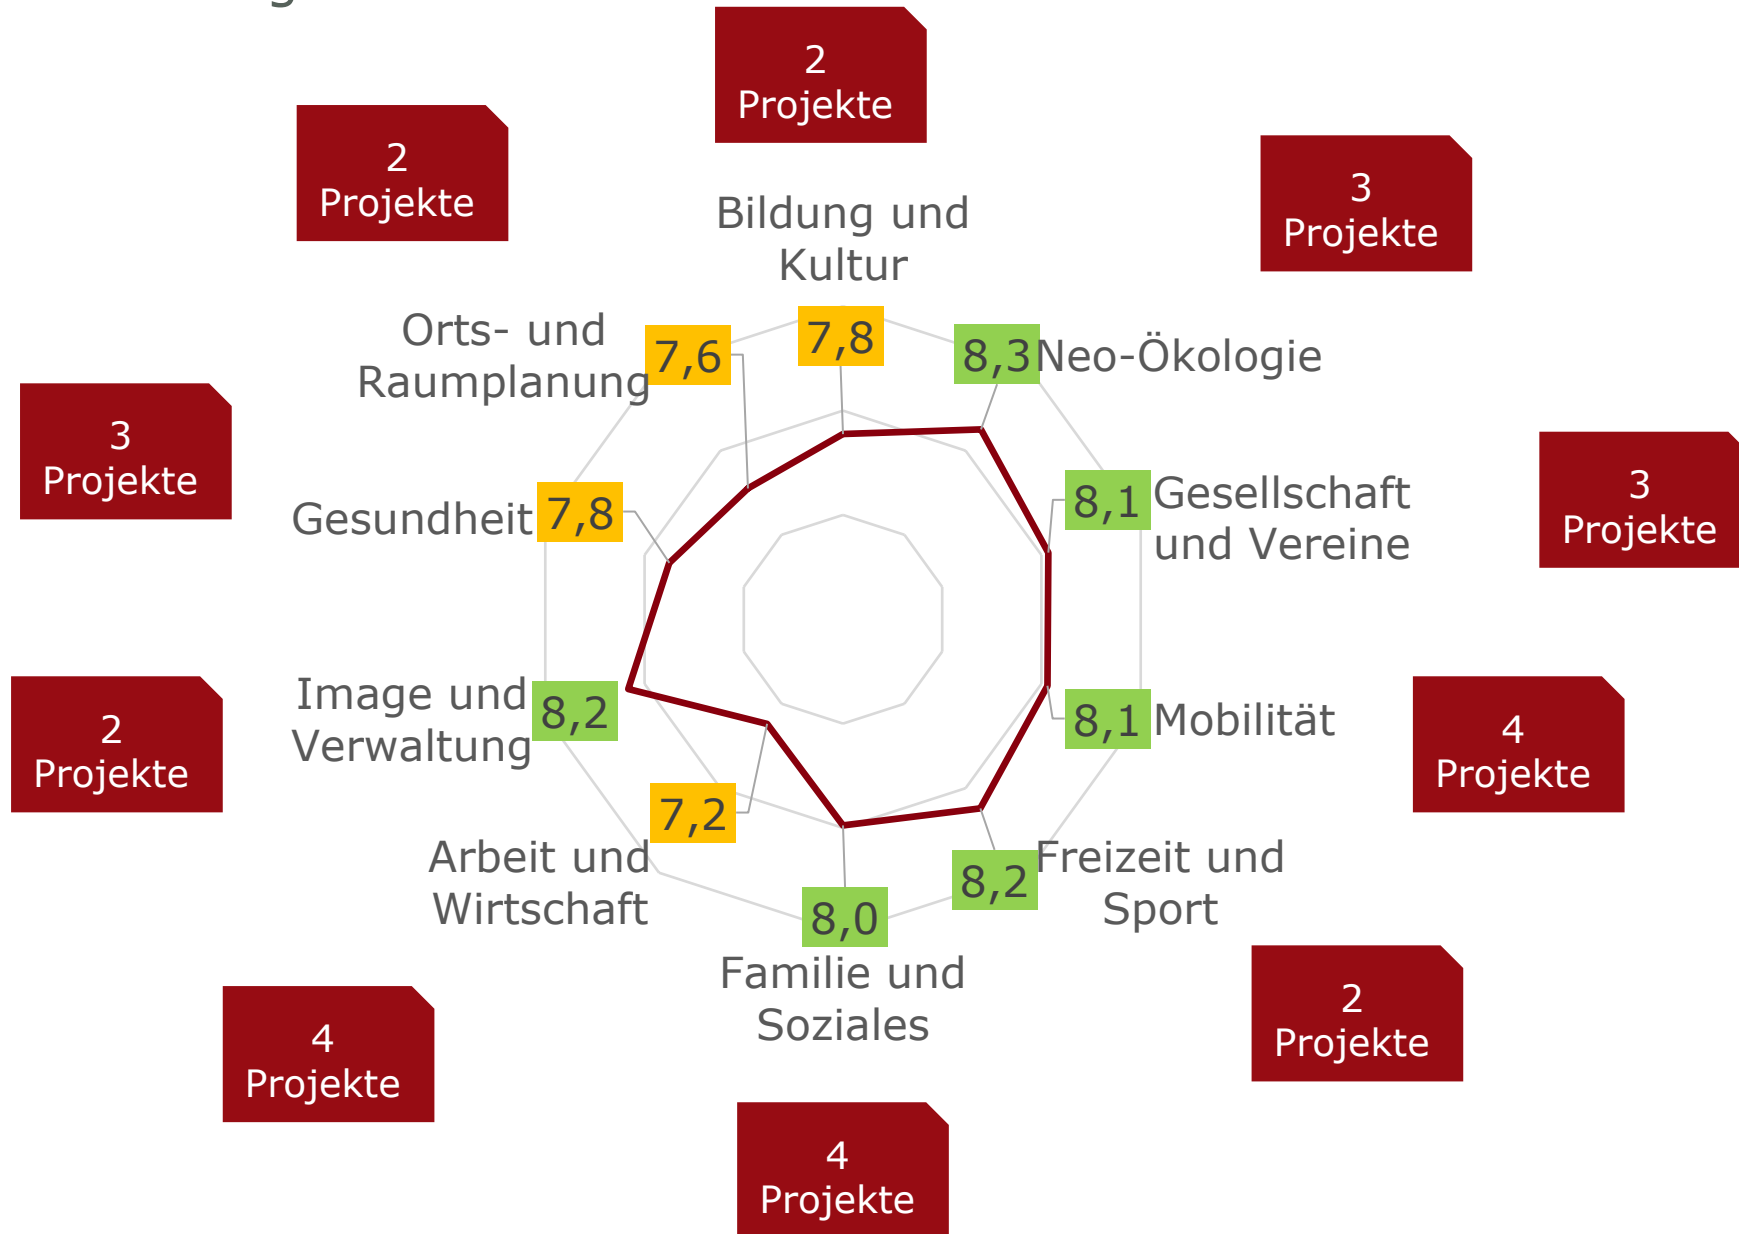 2
Projekte
2
Projekte
3
Projekte
Bildung und
Kultur
Orts- und
Raumplanung
7,6
7,8
8,3
Neo-Ökologie
3
Projekte
Gesundheit
7,8
8,1
Gesellschaft
und Vereine
3
Projekte
2
Projekte
Image und
Verwaltung
8,2
8,1
Mobilität
4
Projekte
7,2
Arbeit und
Wirtschaft
8,0
Familie und
Soziales
8,2
Freizeit und
Sport
2
Projekte
4
Projekte
4
Projekte